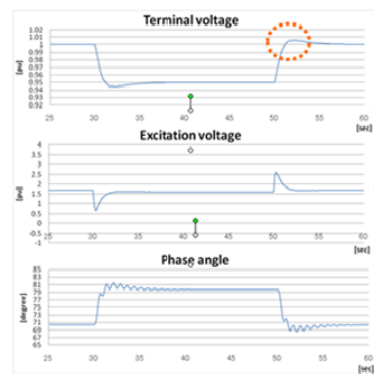 Terminal voltage
1.02
1.01
1
0.99
0.98
0.97
0.96
0.95
0.94
0.93
0.92
[pu]
25 30 35 40 45 50 55 60
[sec]
Excitation voltage
4
3.5
3
2.5
2
1.5
1
0.5
0
-0.5
-1
[pu]
25 30 35 40 45 50 55 60
[sec]
Phase angle
85
83
81
79
77
75
73
71
69
67
65
[degree]
25 30 35 40 45 50 55 60
[sec]